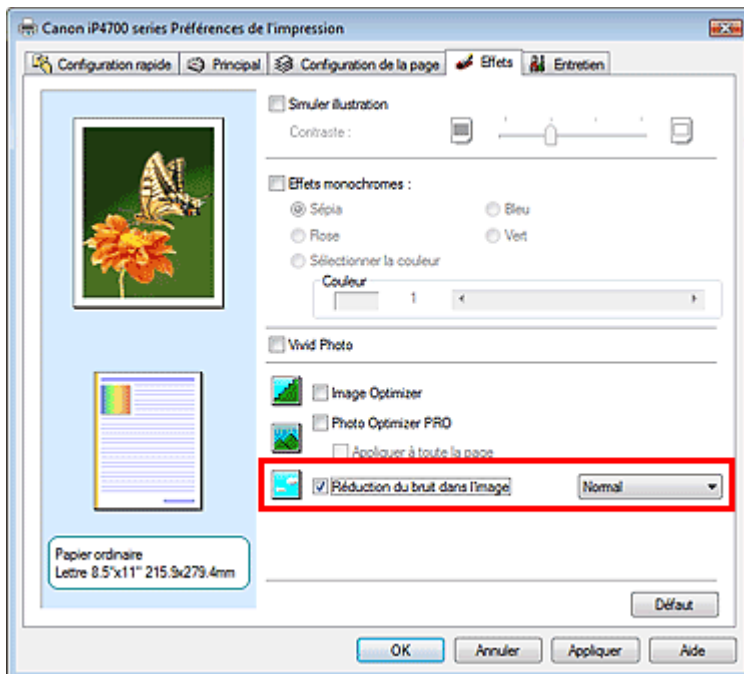 Canon iP4700 series Préférences de l'impression
Configuration rapide Principal Configuration de la page Effets Entretien
Simuler illustration
Contraste :
Effets monochromes :
Sépia Bleu
Rose Vert
Sélectionner la couleur
Couleur
1
Vivid Photo
Image Optimizer
Photo Optimizer PRO
Appliquer à toute la page
Réduction du bruit dans l'image Normal
Papier ordinaire
Lettre 8.5"x11" 215.9x279.4mm
Défaut
OK Annuler Appliquer Aide